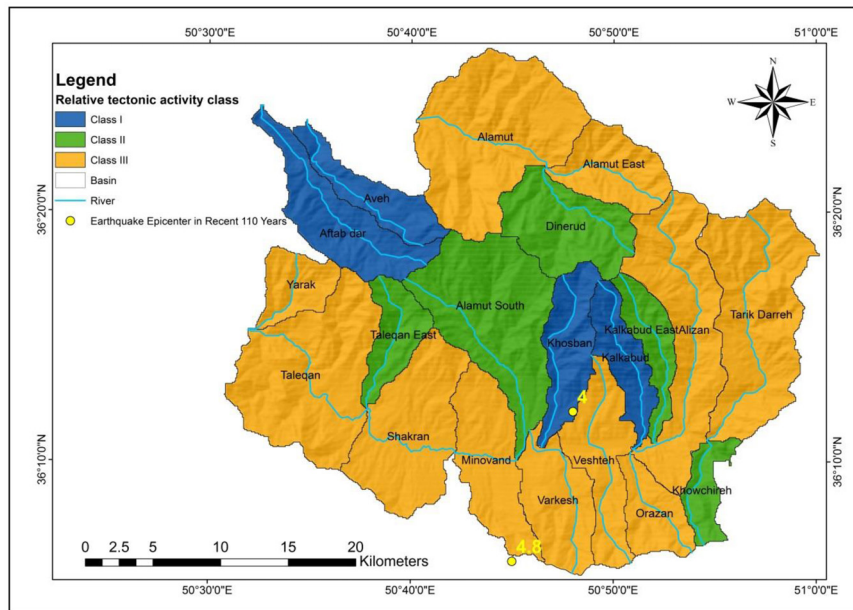 50°30'0"E 50°40'0"E 50°50'0"E 51°0'0"E
Legend
Relative tectonic activity class
Class I
Class II
Class III
Basin
River
Earthquake Epicenter in Recent 110 Years
N
W E
S
Alamut
Alamut East
Aveh
36°20'0"N 36°20'0"N
Dinerud
Aftab dar
Yarak
Alamut South
Tarik Darreh
Taleqan East
Kalkabud East Alizan
Khosban
Kalkabud
Taleqan
4
Shakran
Minovand
Veshteh
36°10'0"N 36°10'0"N
Khowchireh
Varkesh
Orazan
4.8
0 2.5 5 10 15 20
Kilometers
50°30'0"E 50°40'0"E 50°50'0"E 51°0'0"E